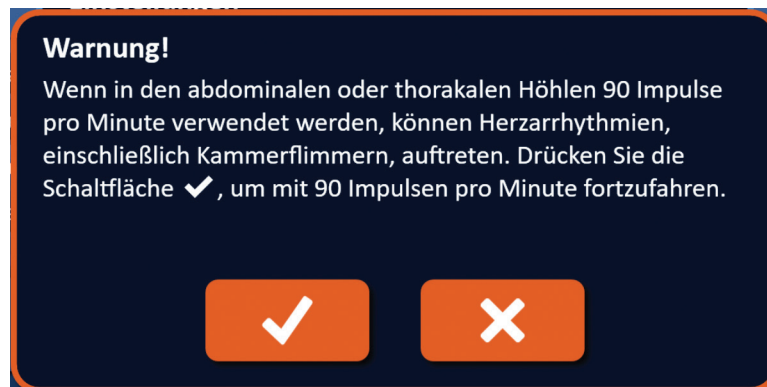 Warnung!
Wenn in den abdominalen oder thorakalen Höhlen 90 Impulse
pro Minute verwendet werden, können Herzarrhythmien,
einschließlich Kammerflimmern, auftreten. Drücken Sie die
Schaltfläche ✔, um mit 90 Impulsen pro Minute fortzufahren.